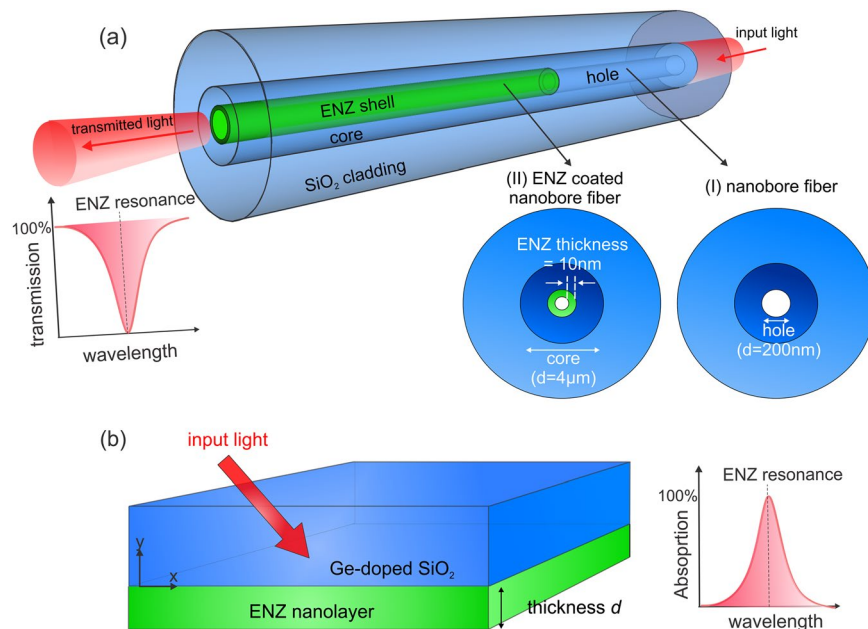 (a)
input light
hole
ENZ shell
core
SiO₂ cladding
transmitted light
ENZ resonance
100%
transmission
wavelength
(II) ENZ coated
nanobore fiber
ENZ thickness
= 10nm
core
(d=4µm)
(I) nanobore fiber
hole
(d=200nm)
(b)
input light
y
x
Ge-doped SiO₂
ENZ nanolayer
thickness d
ENZ resonance
100%
Absoprtion
wavelength